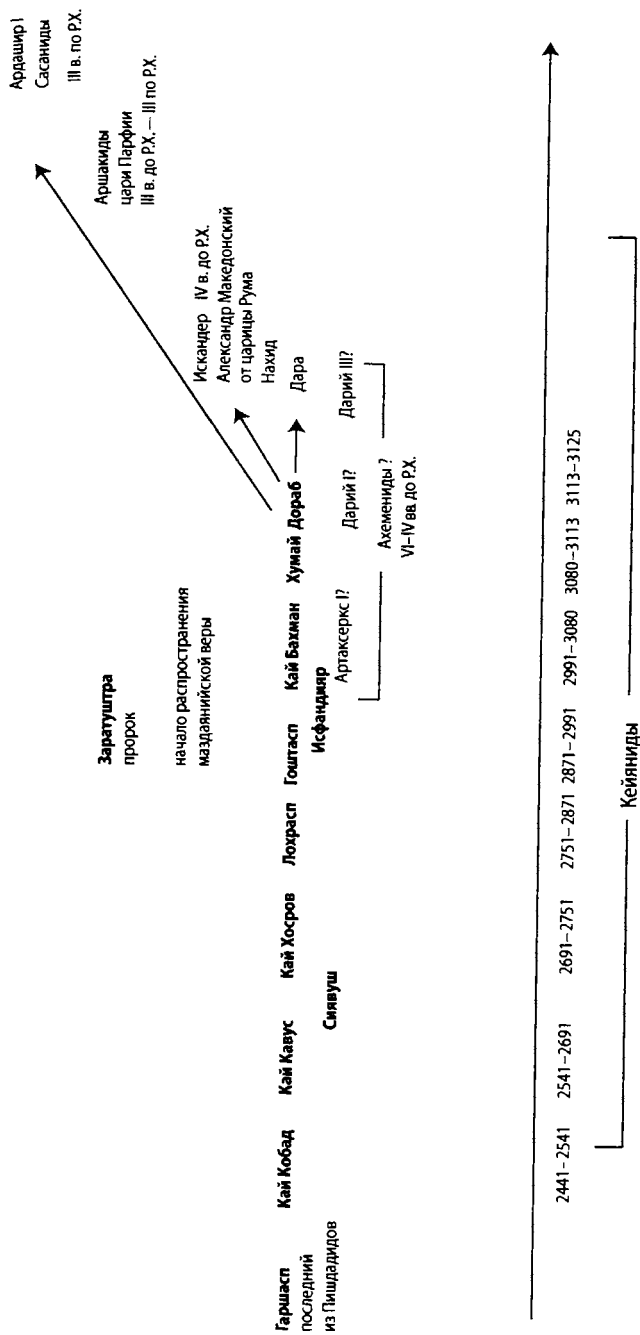 Ардашир I
Сасаниды
III в. по Р.Х.
Аршакиды
цари Парфии
III в. до Р.Х. — III по Р.Х.
Искандер IV в. до Р.Х.
Александр Македонский
от царицы Рума
Нахид
Заратуштра
пророк
начало распространения
маздаянийской веры
Гаршасп Кай Кобад Кай Кавус Кай Хосров Лохрасп Гоштасп Кай Бахман Хумай Дораб Дара
последний
из Пишдадидов
Сиявуш
Исфандияр
Артаксеркс I? Дарий I? Дарий III?
Ахемениды ?
VI–IV вв. до Р.Х.
2441–2541 2541–2691 2691–2751 2751–2871 2871–2991 2991–3080 3080–3113 3113–3125
Кейяниды